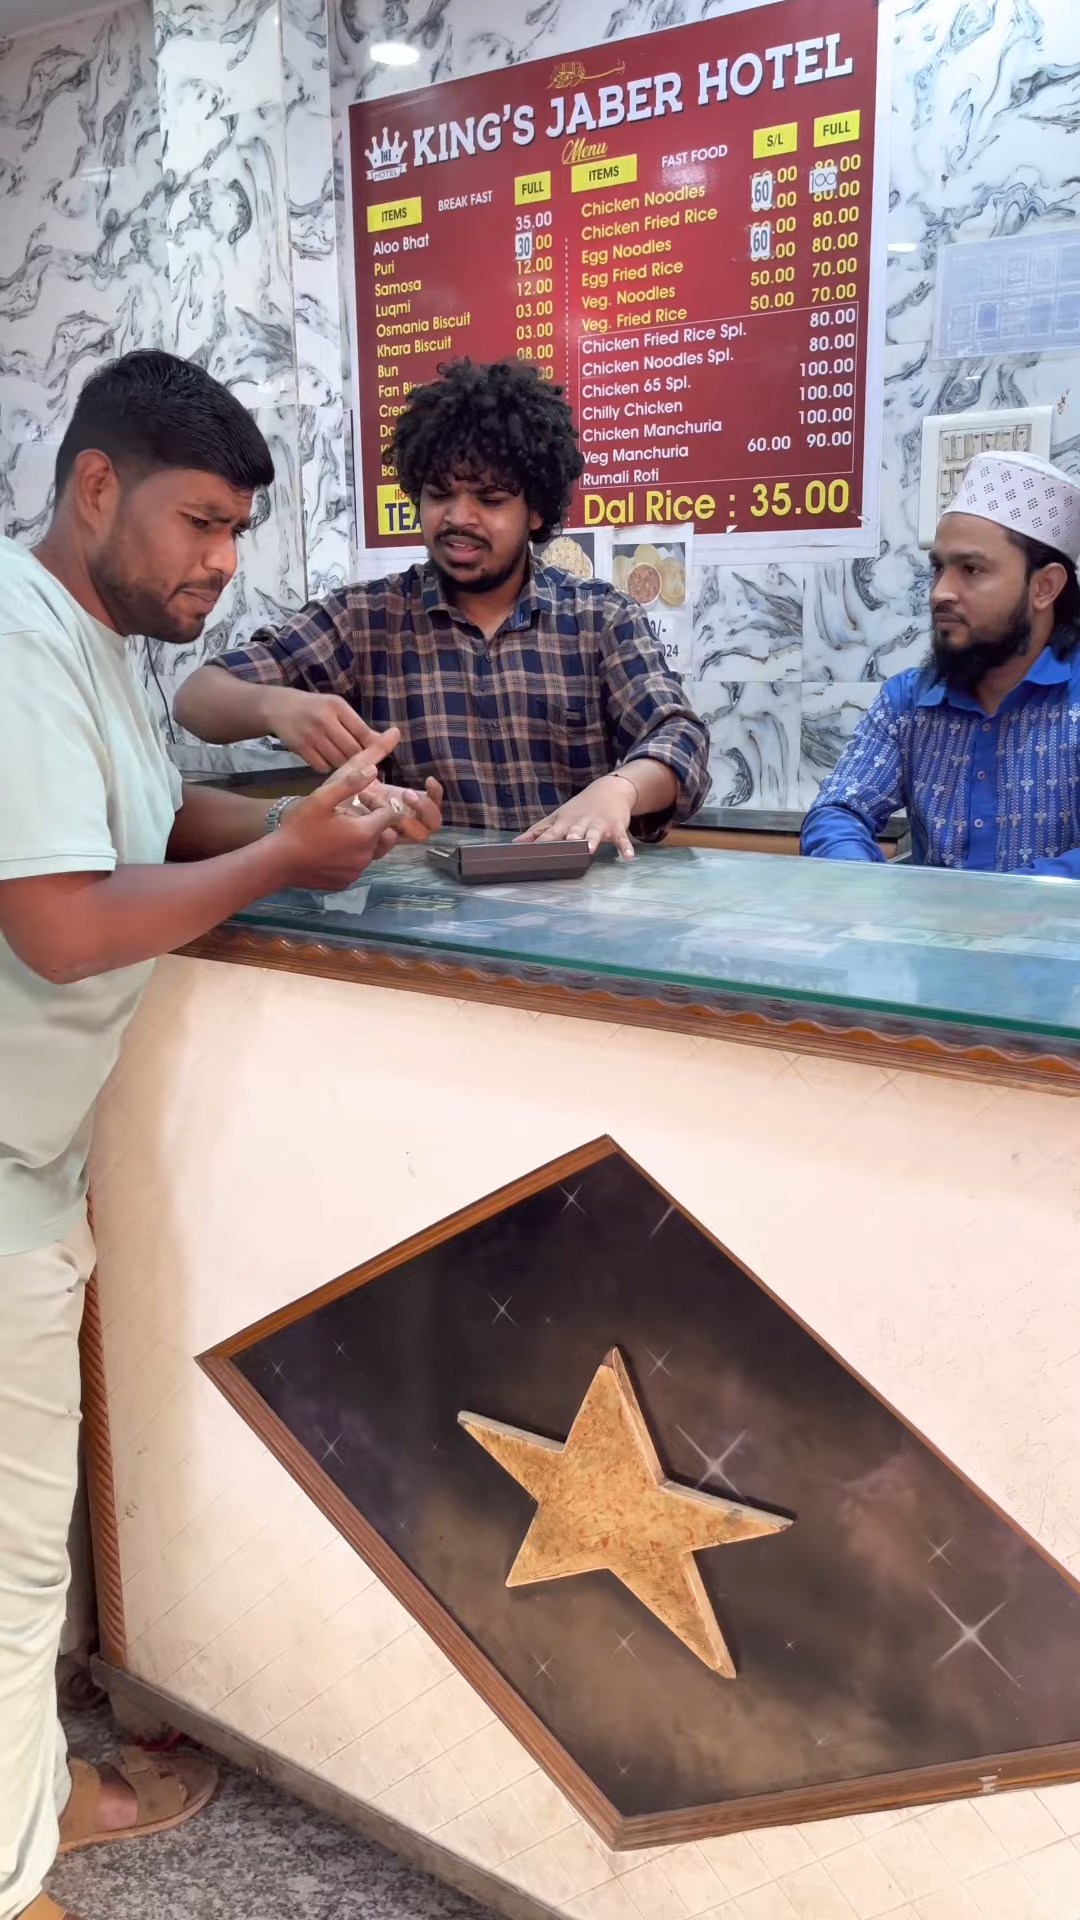 KING'S JABER HOTEL
HOTEL
Menu
ITEMS BREAK FAST FULL
Aloo Bhat 35.00
Puri 30.00
Samosa 12.00
Luqmi 12.00
Osmania Biscuit 03.00
Khara Biscuit 03.00
Bun 08.00
Fan
TEA
ITEMS FAST FOOD S/L FULL
Chicken Noodles 60.00 80.00
Chicken Fried Rice 100
Egg Noodles 60.00 80.00
Egg Fried Rice 80.00
Veg. Noodles 50.00 70.00
Veg. Fried Rice 50.00 70.00
Chicken Fried Rice Spl. 80.00
Chicken Noodles Spl. 80.00
Chicken 65 Spl. 100.00
Chilly Chicken 100.00
Chicken Manchuria 100.00
Veg Manchuria 60.00 90.00
Rumali Roti
Dal Rice : 35.00